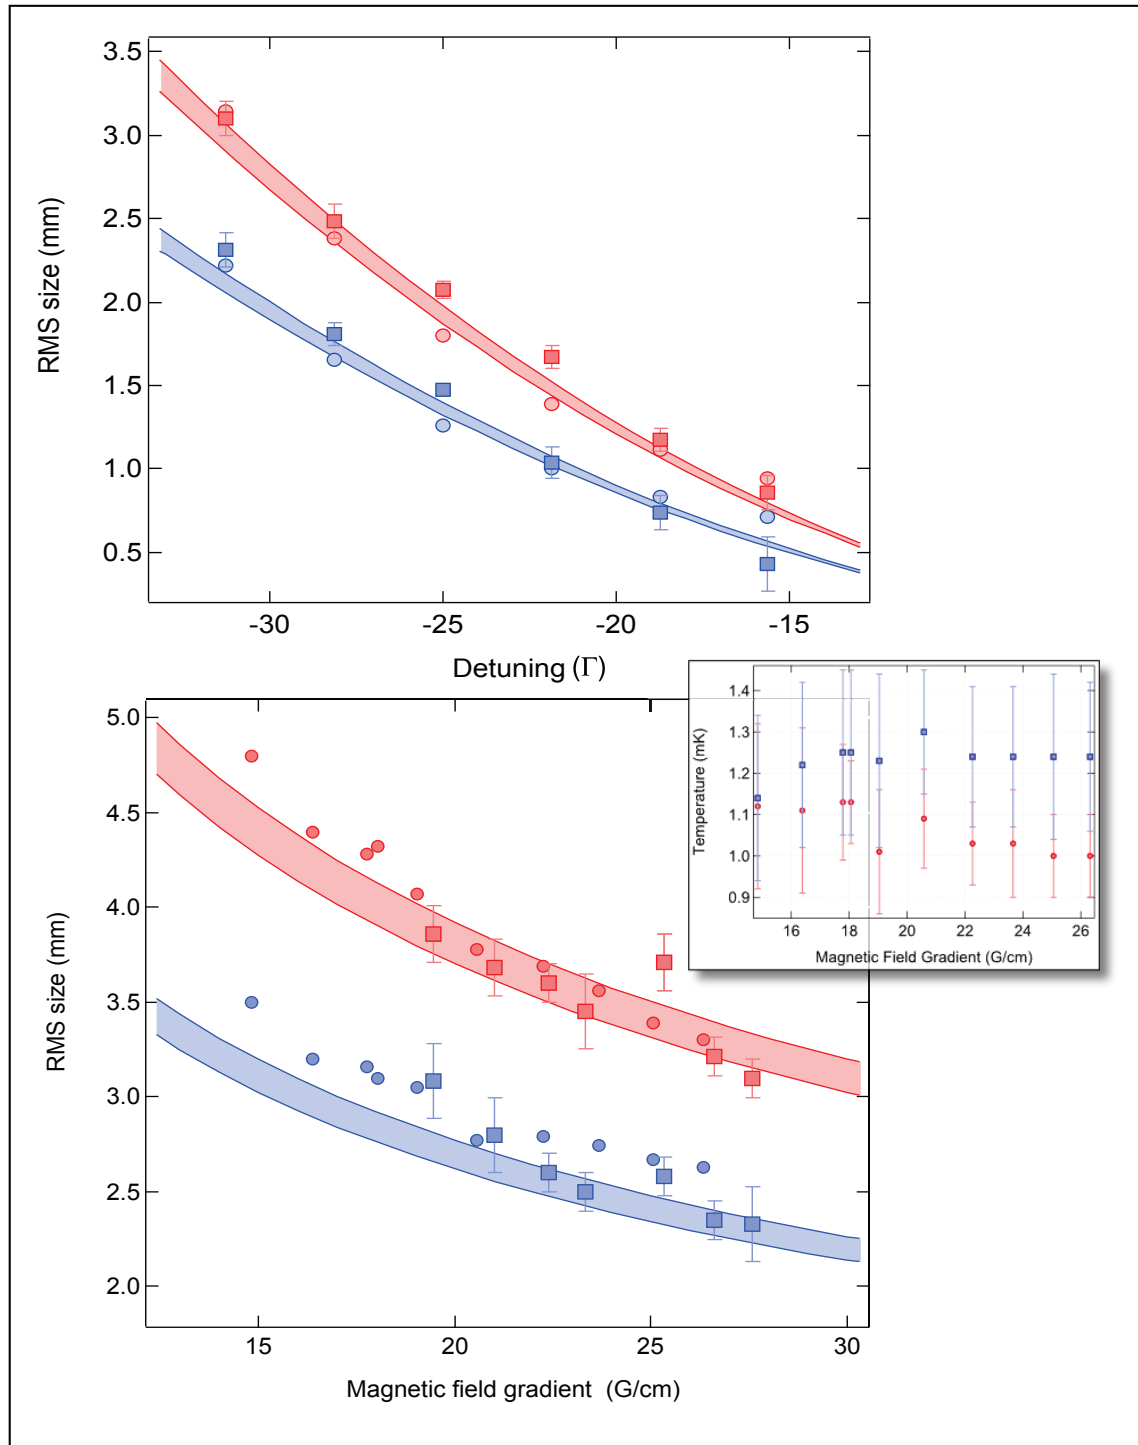 3.5
3.0
2.5
2.0
1.5
1.0
0.5
RMS size (mm)
-30 -25 -20 -15
Detuning (Γ)
5.0
4.5
4.0
3.5
3.0
2.5
2.0
RMS size (mm)
15 20 25 30
Magnetic field gradient (G/cm)
1.4
1.3
1.2
1.1
1.0
0.9
Temperature (mK)
16 18 20 22 24 26
Magnetic Field Gradient (G/cm)